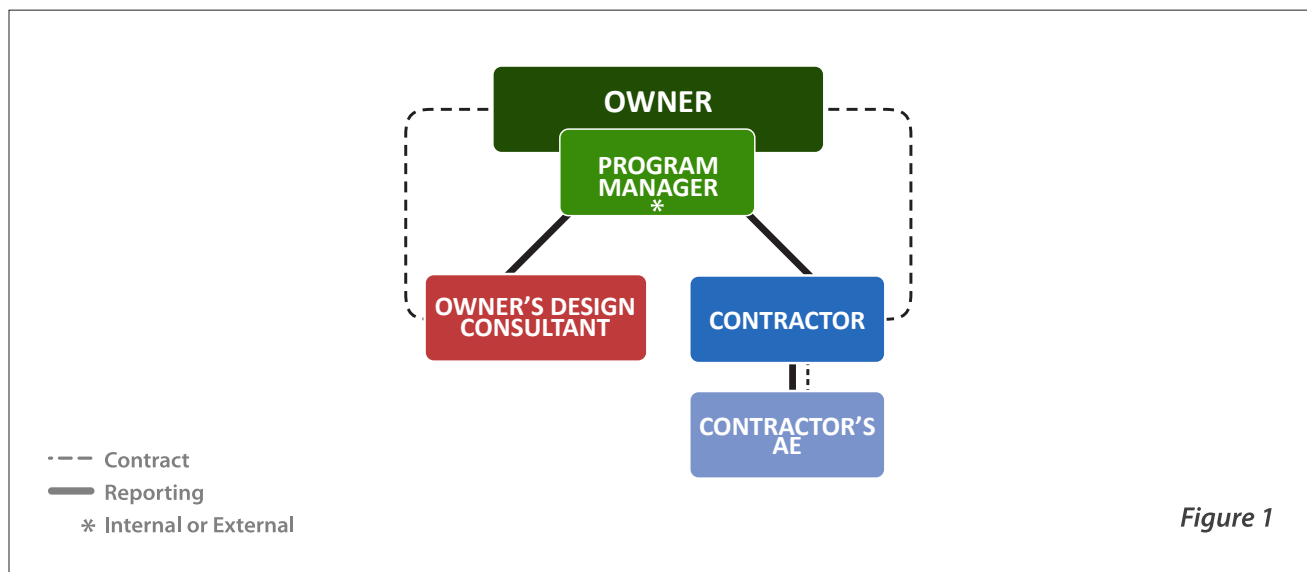 OWNER
PROGRAM
MANAGER
*
OWNER’S DESIGN
CONSULTANT
CONTRACTOR
CONTRACTOR’S
AE
Contract
Reporting
* Internal or External
Figure 1